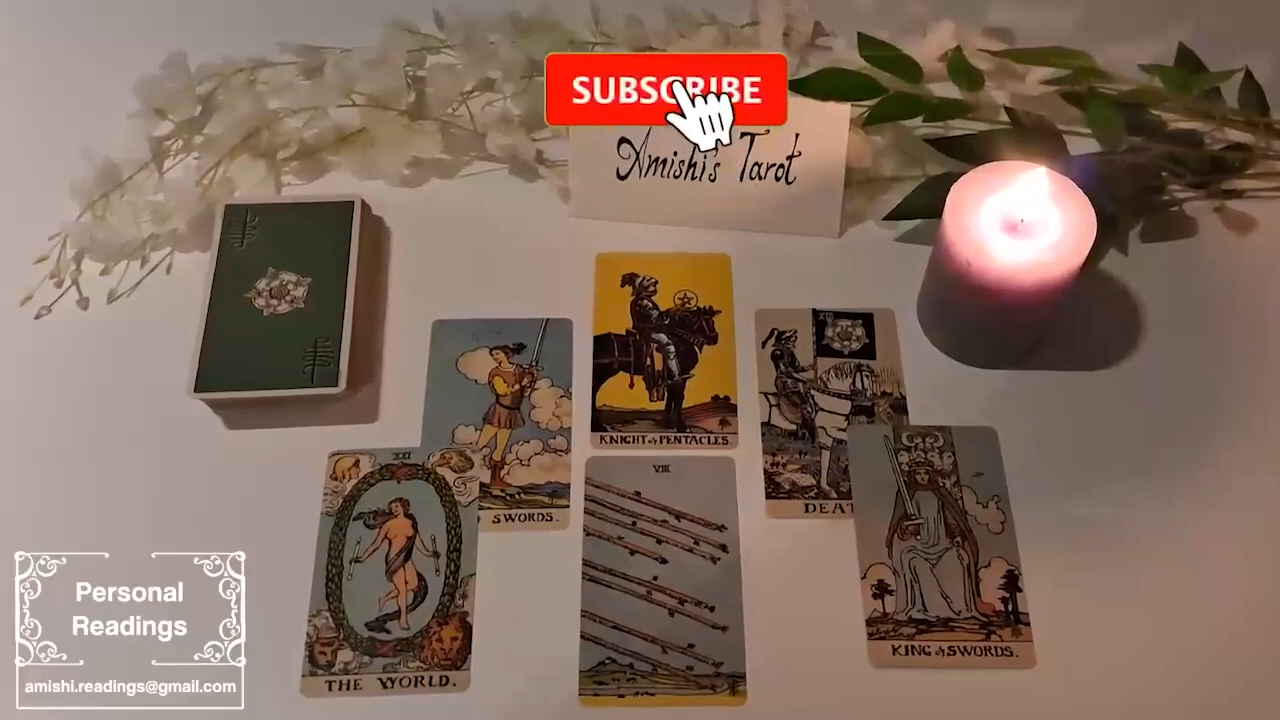 SUBSCRIBE
Amishi's Tarot
KNIGHT of PENTACLES.
XIII
SWORDS.
DEAT
XXI
VIII
THE WORLD.
KING of SWORDS.
Personal
Readings
amishi.readings@gmail.com